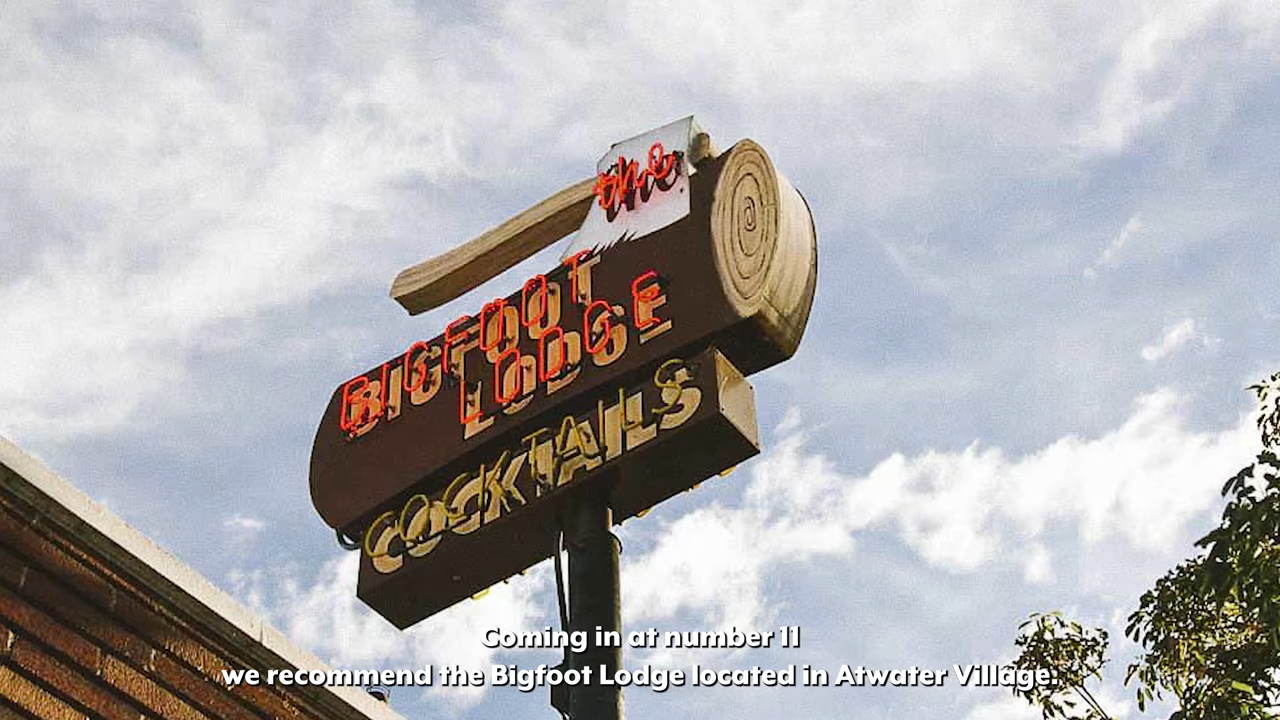 the
BIGFOOT
LODGE
COCKTAILS
Coming in at number 11
we recommend the Bigfoot Lodge located in Atwater Village.